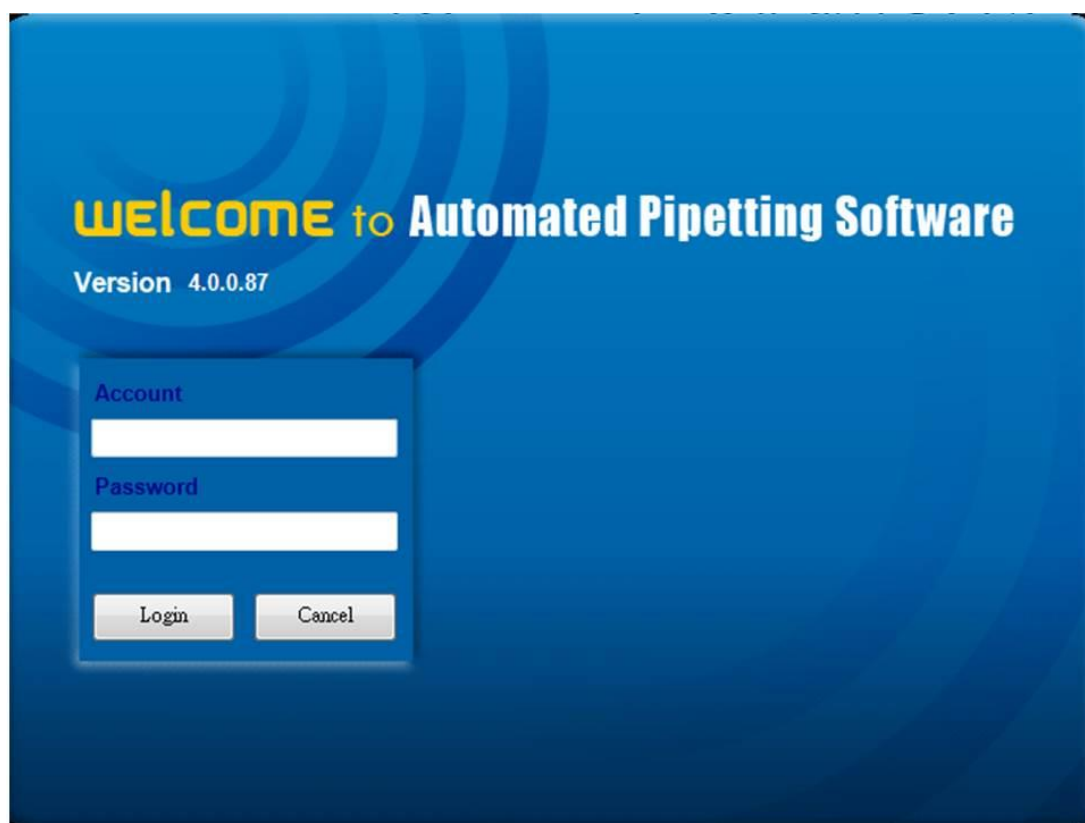 welcome to Automated Pipetting Software
Version 4.0.0.87
Account
Password
Login Cancel